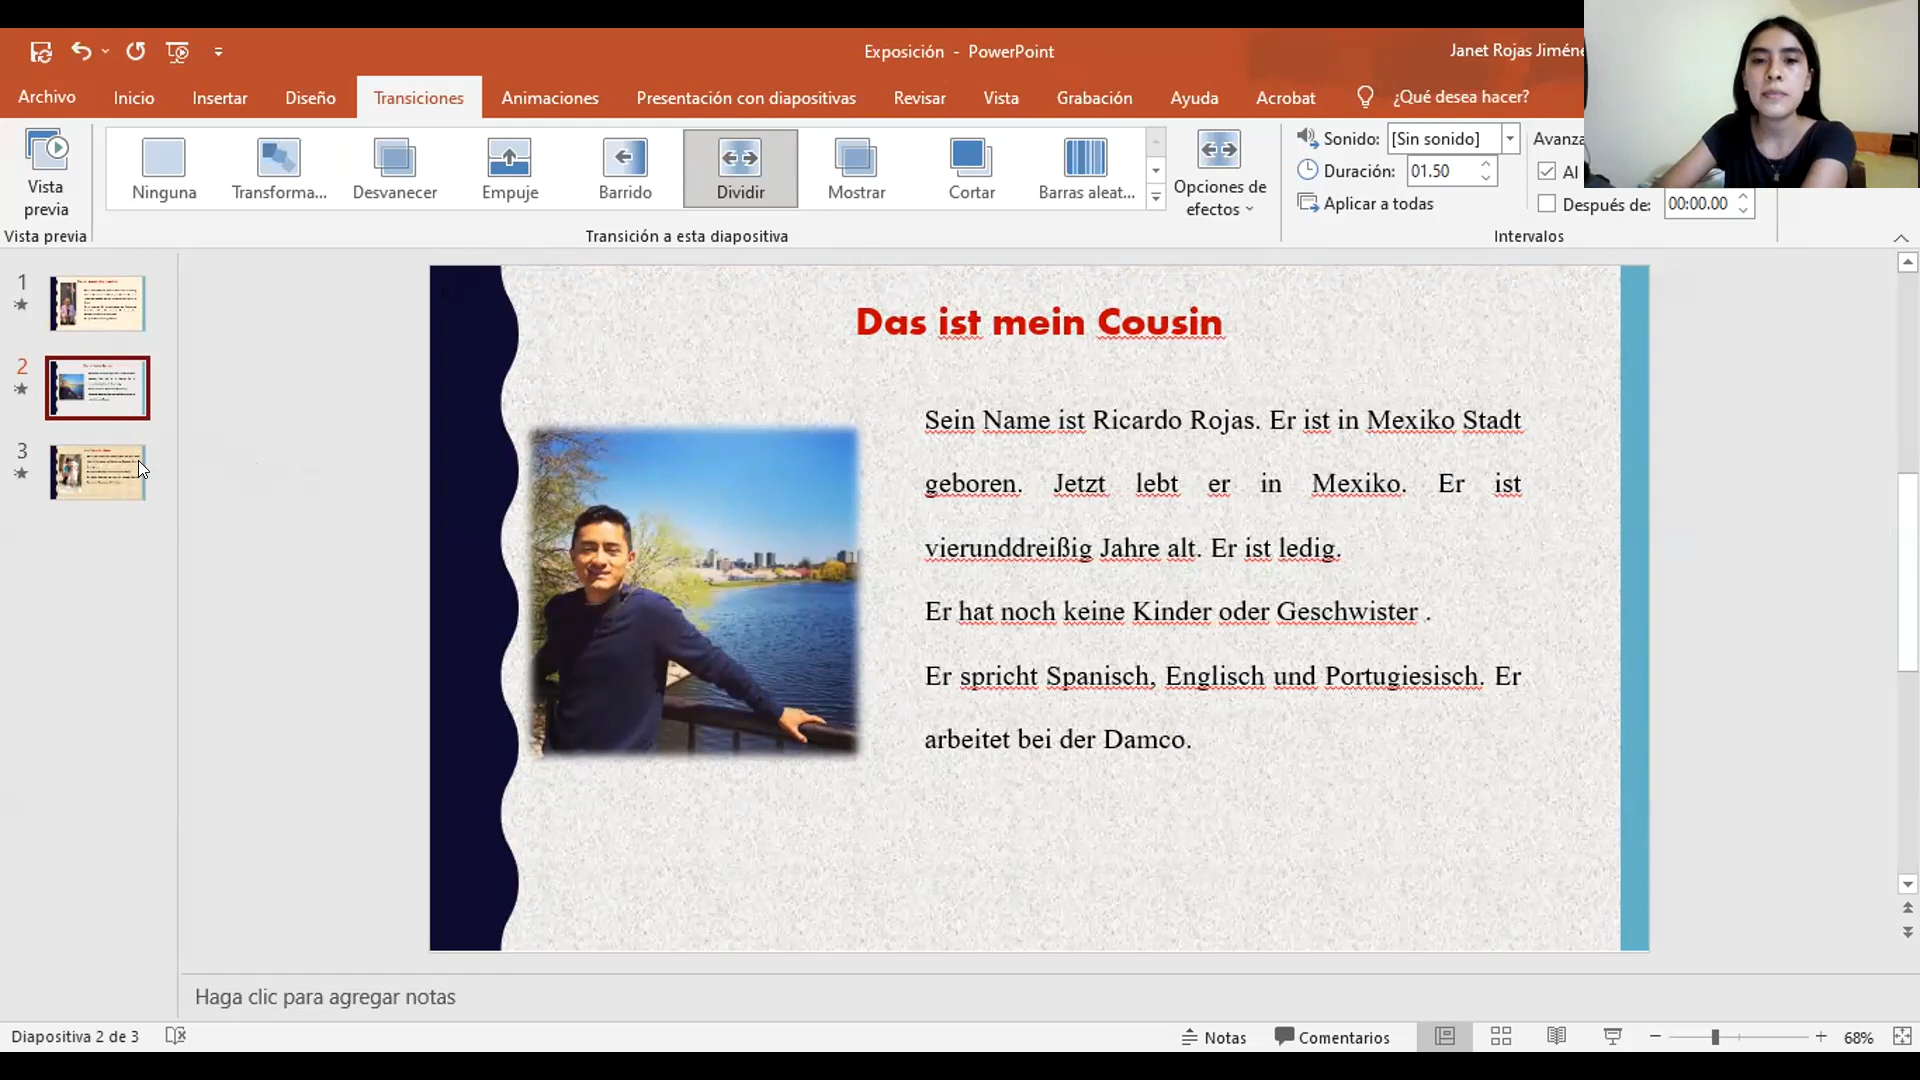 Exposición - PowerPoint
Janet Rojas Jiméne
Archivo Inicio Insertar Diseño Transiciones Animaciones Presentación con diapositivas Revisar Vista Grabación Ayuda Acrobat ¿Qué desea hacer?
Vista previa
Ninguna Transforma... Desvanecer Empuje Barrido Dividir Mostrar Cortar Barras aleat...
Opciones de efectos
Sonido: [Sin sonido]
Duración: 01.50
Aplicar a todas
Avanza
Al
Después de: 00:00.00
Vista previa
Transición a esta diapositiva
Intervalos
1
2
3
Das ist mein Cousin
Sein Name ist Ricardo Rojas. Er ist in Mexiko Stadt
geboren. Jetzt lebt er in Mexiko. Er ist
vierunddreißig Jahre alt. Er ist ledig.
Er hat noch keine Kinder oder Geschwister .
Er spricht Spanisch, Englisch und Portugiesisch. Er
arbeitet bei der Damco.
Haga clic para agregar notas
Diapositiva 2 de 3
Notas
Comentarios
68%